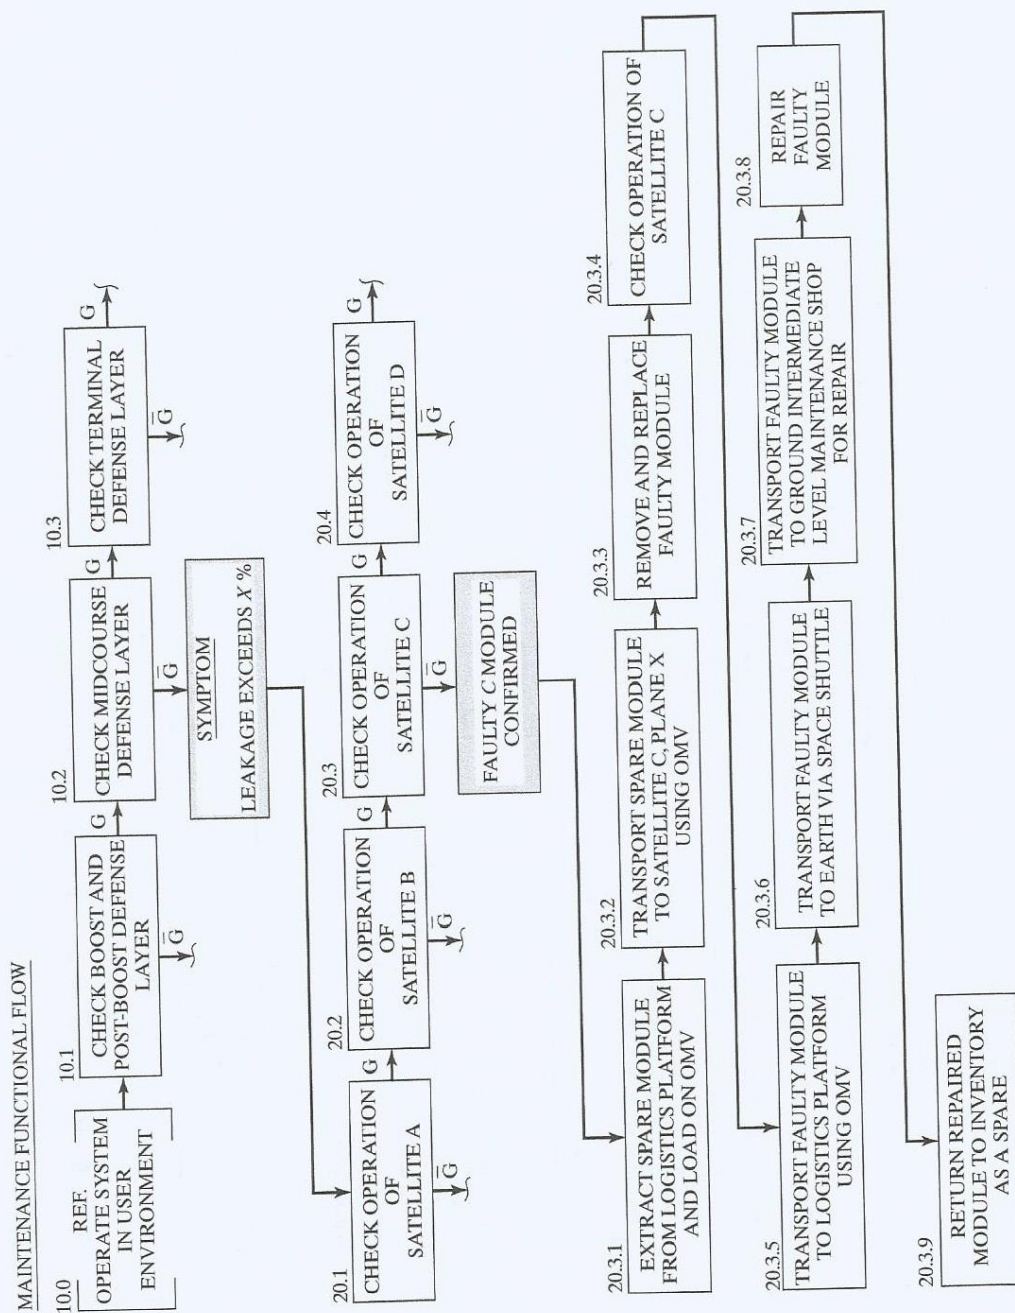 MAINTENANCE FUNCTIONAL FLOW
10.0
REF.
OPERATE SYSTEM
IN USER
ENVIRONMENT
10.1
CHECK BOOST AND
POST-BOOST DEFENSE
LAYER
G
G̅
10.2
CHECK MIDCOURSE
DEFENSE LAYER
G
G̅
10.3
CHECK TERMINAL
DEFENSE LAYER
G
G̅
SYMPTOM
LEAKAGE EXCEEDS X %
20.1
CHECK OPERATION
OF
SATELLITE A
G
G̅
20.2
CHECK OPERATION
OF
SATELLITE B
G
G̅
20.3
CHECK OPERATION
OF
SATELLITE C
G
G̅
20.4
CHECK OPERATION
OF
SATELLITE D
G
G̅
FAULTY C MODULE
CONFIRMED
20.3.1
EXTRACT SPARE MODULE
FROM LOGISTICS PLATFORM
AND LOAD ON OMV
20.3.2
TRANSPORT SPARE MODULE
TO SATELLITE C, PLANE X
USING OMV
20.3.3
REMOVE AND REPLACE
FAULTY MODULE
20.3.4
CHECK OPERATION OF
SATELLITE C
20.3.5
TRANSPORT FAULTY MODULE
TO LOGISTICS PLATFORM
USING OMV
20.3.6
TRANSPORT FAULTY MODULE
TO EARTH VIA SPACE SHUTTLE
20.3.7
TRANSPORT FAULTY MODULE
TO GROUND INTERMEDIATE
LEVEL MAINTENANCE SHOP
FOR REPAIR
20.3.8
REPAIR
FAULTY
MODULE
20.3.9
RETURN REPAIRED
MODULE TO INVENTORY
AS A SPARE